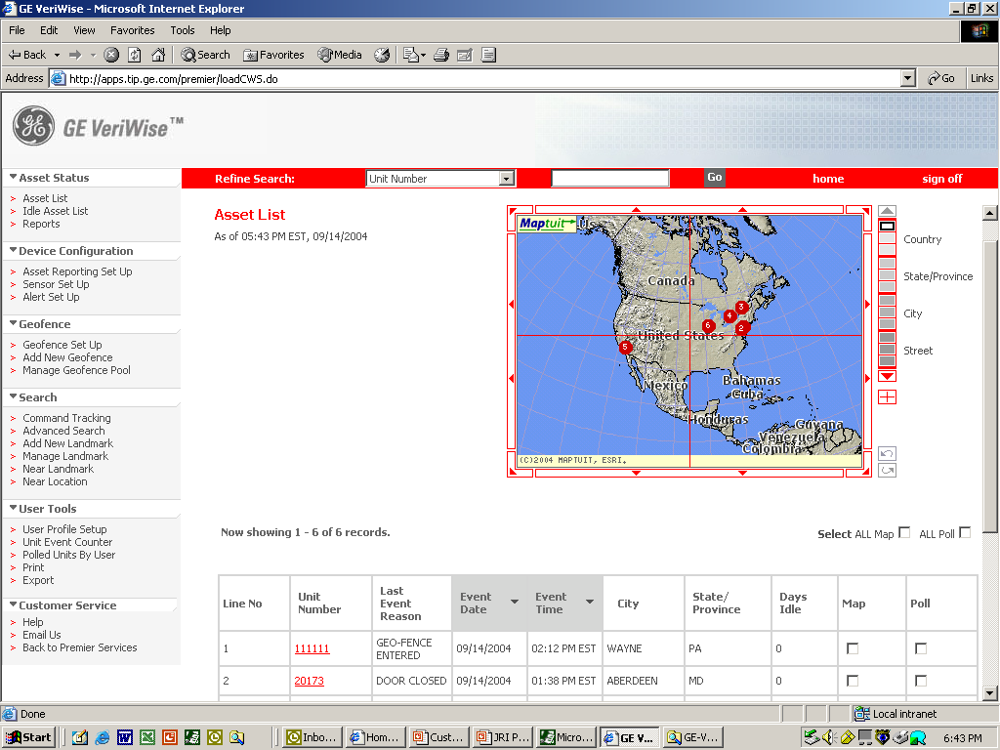 GE VeriWise - Microsoft Internet Explorer
File Edit View Favorites Tools Help
Back Search Favorites Media
Address http://apps.tip.ge.com/premier/loadCWS.do Go Links
GE VeriWise™
Asset Status
> Asset List
> Idle Asset List
> Reports
Device Configuration
> Asset Reporting Set Up
> Sensor Set Up
> Alert Set Up
Geofence
> Geofence Set Up
> Add New Geofence
> Manage Geofence Pool
Search
> Command Tracking
> Advanced Search
> Add New Landmark
> Manage Landmark
> Near Landmark
> Near Location
User Tools
> User Profile Setup
> Unit Event Counter
> Polled Units By User
> Print
> Export
Customer Service
> Help
> Email Us
> Back to Premier Services
Refine Search: Unit Number Go home sign off
Asset List
As of 05:43 PM EST, 09/14/2004
Maptuit
Us
Canada
3
4
6
2
United States
5
Mexico
Bahamas
Cuba
Honduras
Guyana
Venezuela
Colombia
(C)2004 MAPTUIT, ESRI.
Country
State/Province
City
Street
Now showing 1 - 6 of 6 records.
Select ALL Map ALL Poll
Line No Unit Number Last Event Reason Event Date Event Time City State/ Province Days Idle Map Poll
1 111111 GEO-FENCE ENTERED 09/14/2004 02:12 PM EST WAYNE PA 0
2 20173 DOOR CLOSED 09/14/2004 01:38 PM EST ABERDEEN MD 0
Done Local intranet
Start Inbo... Hom... Cust... JRI P... Micro... GE V... GE-V... 6:43 PM